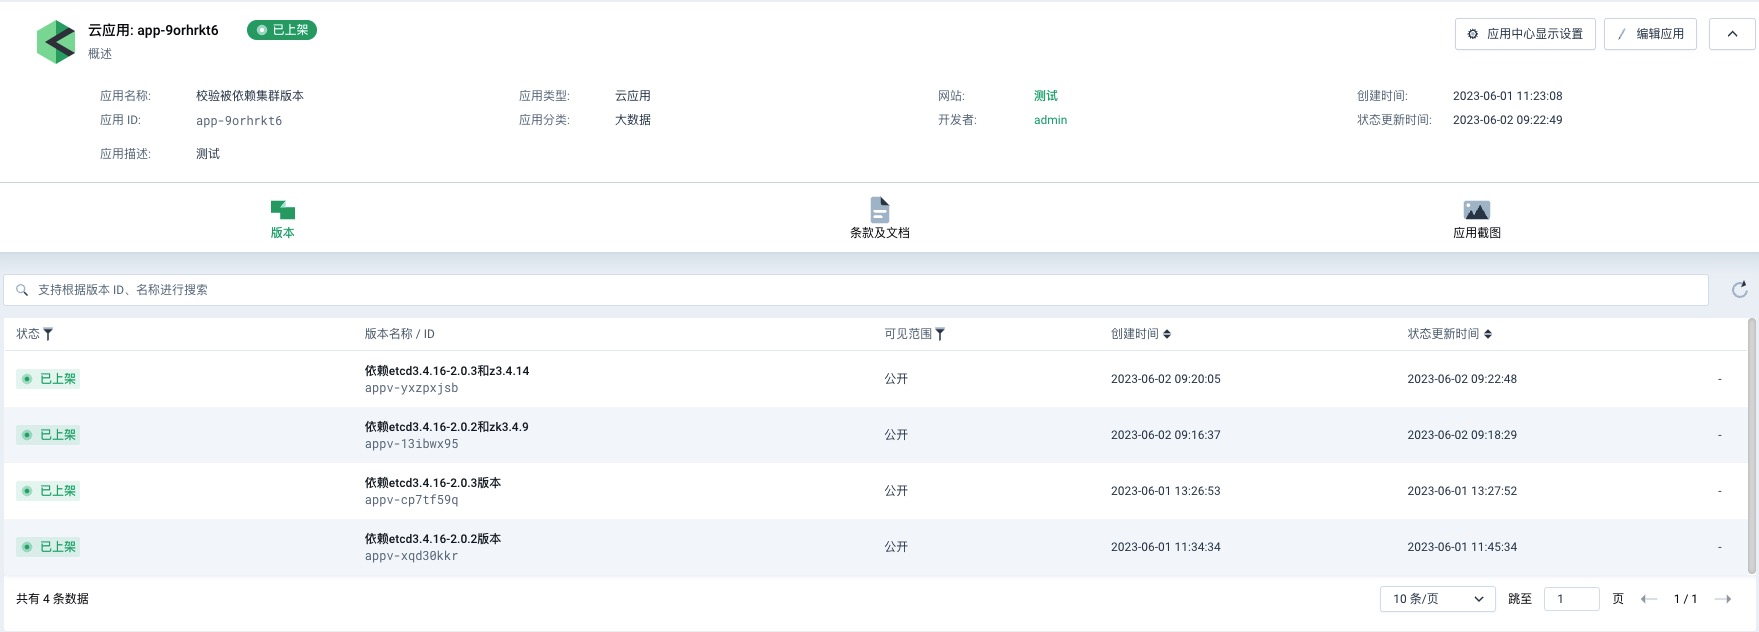 云应用: app-9orhrkt6 已上架
概述
应用中心显示设置 编辑应用
应用名称: 校验被依赖集群版本 应用类型: 云应用 网站: 测试 创建时间: 2023-06-01 11:23:08
应用 ID: app-9orhrkt6 应用分类: 大数据 开发者: admin 状态更新时间: 2023-06-02 09:22:49
应用描述: 测试
版本 条款及文档 应用截图
支持根据版本 ID、名称进行搜索
状态 版本名称 / ID 可见范围 创建时间 状态更新时间
已上架 依赖etcd3.4.16-2.0.3和z3.4.14 公开 2023-06-02 09:20:05 2023-06-02 09:22:48 -
appv-yxzpxjsb
已上架 依赖etcd3.4.16-2.0.2和zk3.4.9 公开 2023-06-02 09:16:37 2023-06-02 09:18:29 -
appv-13ibwx95
已上架 依赖etcd3.4.16-2.0.3版本 公开 2023-06-01 13:26:53 2023-06-01 13:27:52 -
appv-cp7tf59q
已上架 依赖etcd3.4.16-2.0.2版本 公开 2023-06-01 11:34:34 2023-06-01 11:45:34 -
appv-xqd30kkr
共有 4 条数据 10 条/页 跳至 1 页 1 / 1